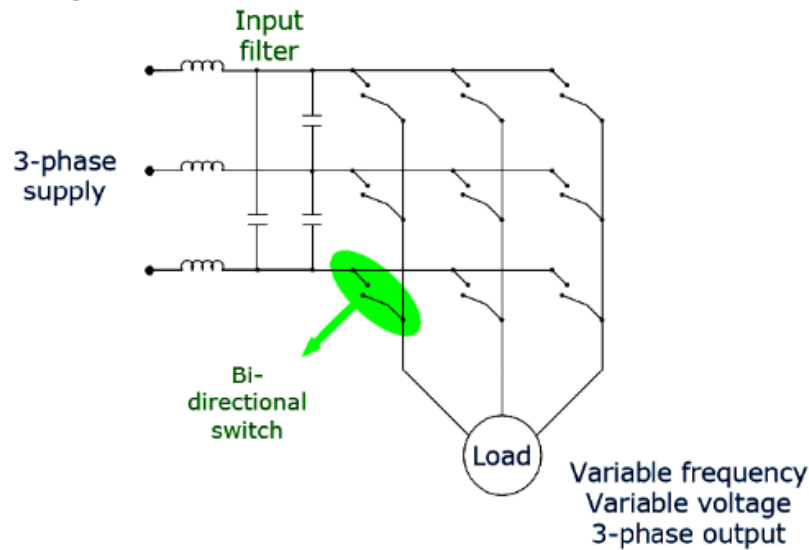 Input
filter
3-phase
supply
Bi-
directional
switch
Load
Variable frequency
Variable voltage
3-phase output